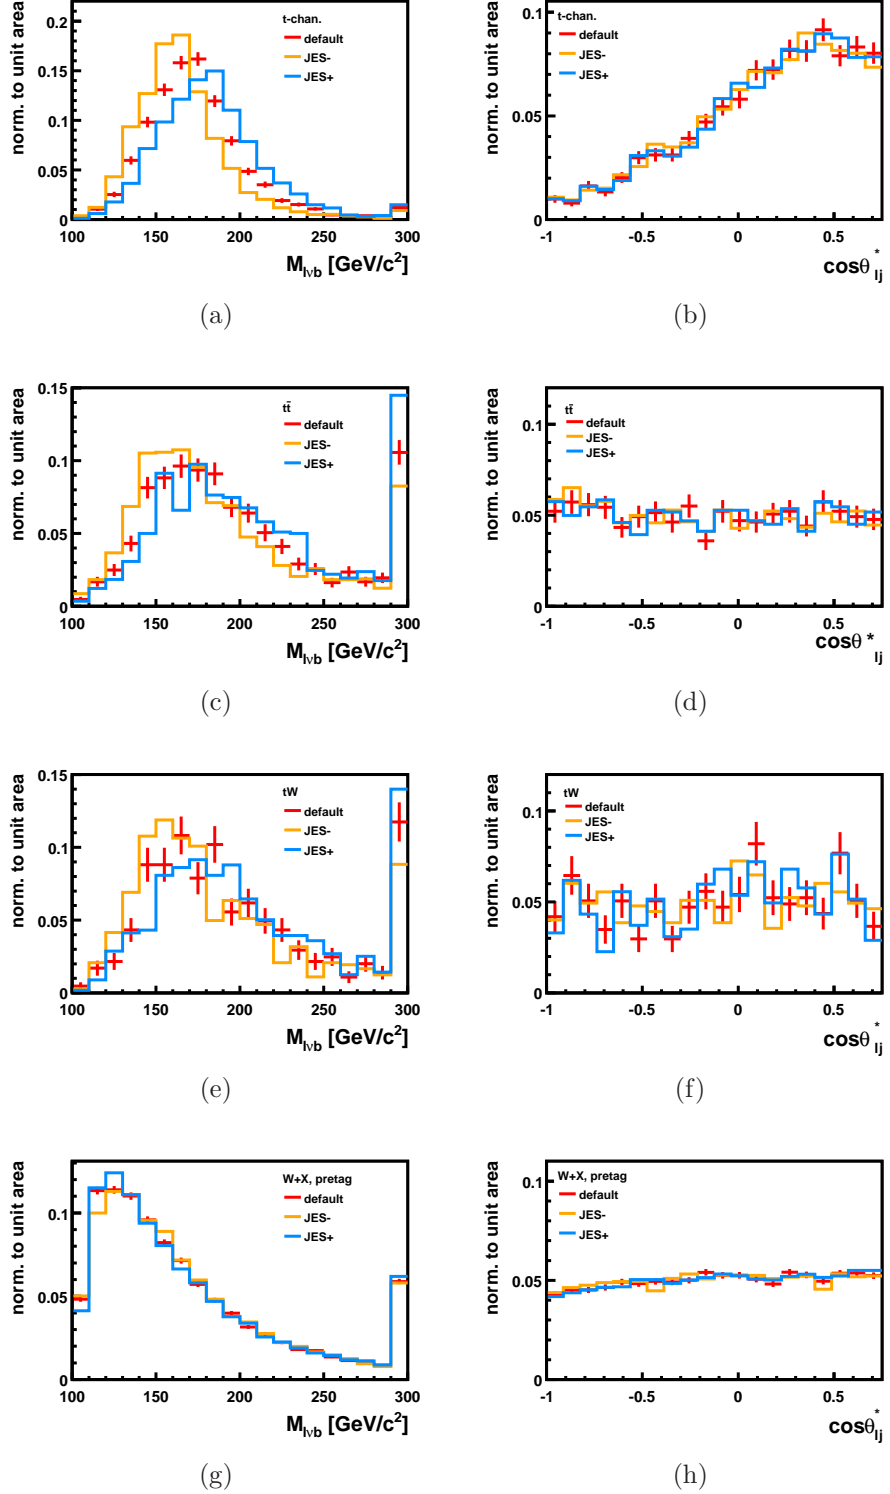 norm. to unit area
0.2
0.15
0.1
0.05
0
t-chan.
default
JES-
JES+
100 150 200 250 300
M_lνb [GeV/c²]
(a)
norm. to unit area
0.1
0.05
0
t-chan.
default
JES-
JES+
-1 -0.5 0 0.5
cosθ*_lj
(b)
norm. to unit area
0.15
0.1
0.05
0
tt̄
default
JES-
JES+
100 150 200 250 300
M_lνb [GeV/c²]
(c)
norm. to unit area
0.1
0.05
0
tt̄
default
JES-
JES+
-1 -0.5 0 0.5
cosθ*_lj
(d)
norm. to unit area
0.15
0.1
0.05
0
tW
default
JES-
JES+
100 150 200 250 300
M_lνb [GeV/c²]
(e)
norm. to unit area
0.1
0.05
0
tW
default
JES-
JES+
-1 -0.5 0 0.5
cosθ*_lj
(f)
norm. to unit area
0.1
0.05
0
W+X, pretag
default
JES-
JES+
100 150 200 250 300
M_lνb [GeV/c²]
(g)
norm. to unit area
0.1
0.05
0
W+X, pretag
default
JES-
JES+
-1 -0.5 0 0.5
cosθ*_lj
(h)